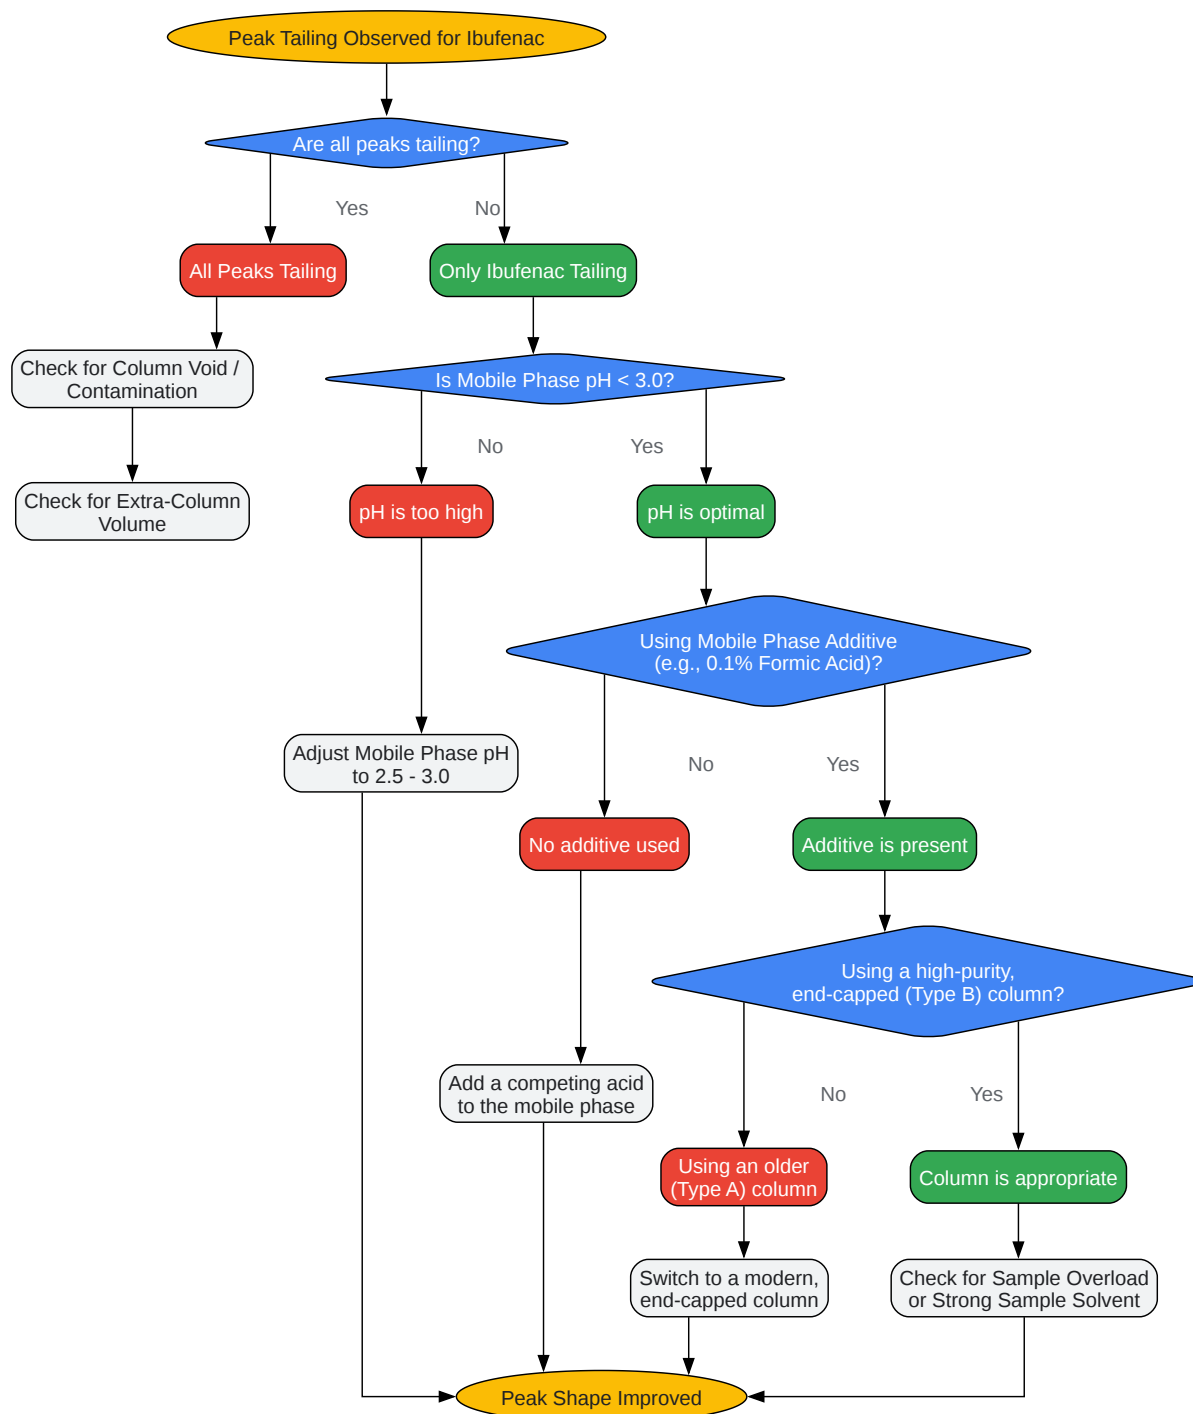 Peak Tailing Observed for Ibufenac
Are all peaks tailing?
Yes
No
All Peaks Tailing
Only Ibufenac Tailing
Check for Column Void /
Contamination
Is Mobile Phase pH < 3.0?
No
Yes
Check for Extra-Column
Volume
pH is too high
pH is optimal
Using Mobile Phase Additive
(e.g., 0.1% Formic Acid)?
Adjust Mobile Phase pH
to 2.5 - 3.0
No
Yes
No additive used
Additive is present
Using a high-purity,
end-capped (Type B) column?
Add a competing acid
to the mobile phase
No
Yes
Using an older
(Type A) column
Column is appropriate
Switch to a modern,
end-capped column
Check for Sample Overload
or Strong Sample Solvent
Peak Shape Improved